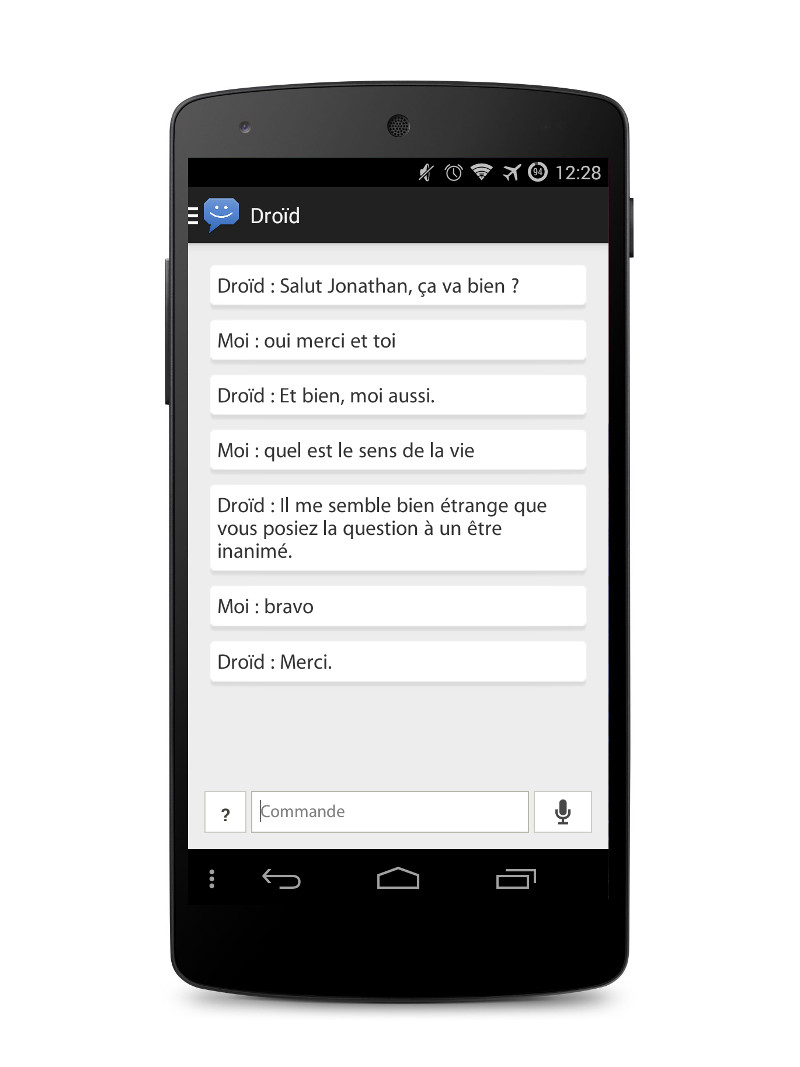 94 12:28
Droïd
Droïd : Salut Jonathan, ça va bien ?
Moi : oui merci et toi
Droïd : Et bien, moi aussi.
Moi : quel est le sens de la vie
Droïd : Il me semble bien étrange que
vous posiez la question à un être
inanimé.
Moi : bravo
Droïd : Merci.
? Commande